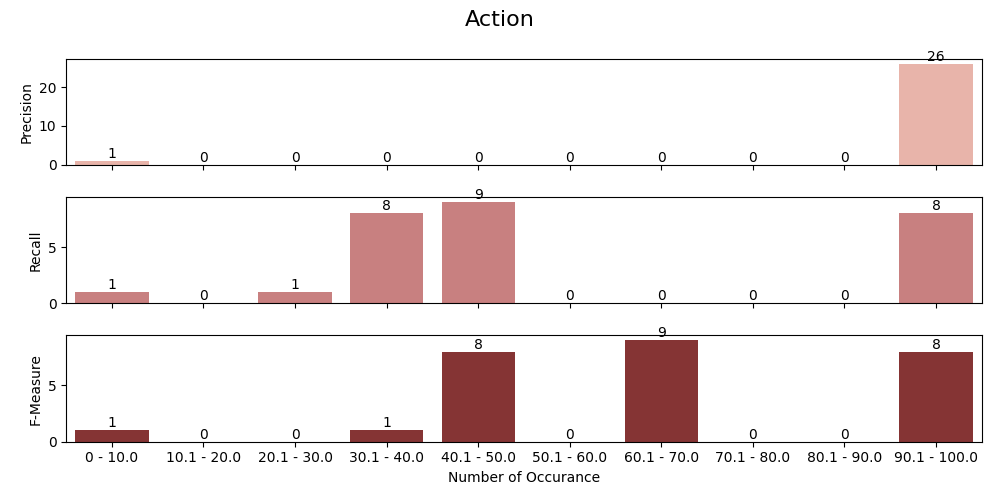 Action
Precision
20
10
0
1 0 0 0 0 0 0 0 0 26
Recall
5
0
1 0 1 8 9 0 0 0 0 8
F-Measure
5
0
1 0 0 1 8 0 9 0 0 8
0 - 10.0 10.1 - 20.0 20.1 - 30.0 30.1 - 40.0 40.1 - 50.0 50.1 - 60.0 60.1 - 70.0 70.1 - 80.0 80.1 - 90.0 90.1 - 100.0
Number of Occurance